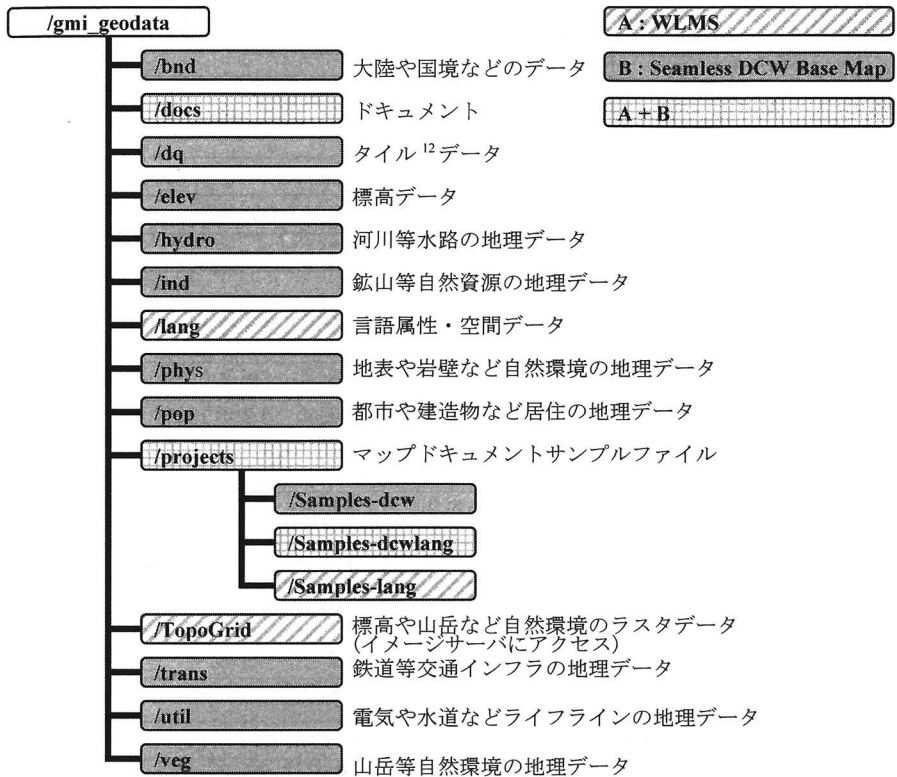 /gmi_geodata
A : WLMS
B : Seamless DCW Base Map
A + B
/bnd 大陸や国境などのデータ
/docs ドキュメント
/dq タイル12データ
/elev 標高データ
/hydro 河川等水路の地理データ
/ind 鉱山等自然資源の地理データ
/lang 言語属性・空間データ
/phys 地表や岩壁など自然環境の地理データ
/pop 都市や建造物など居住の地理データ
/projects マップドキュメントサンプルファイル
/Samples-dcw
/Samples-dcwlang
/Samples-lang
/TopoGrid 標高や山岳など自然環境のラスタデータ
(イメージサーバにアクセス)
/trans 鉄道等交通インフラの地理データ
/util 電気や水道などライフラインの地理データ
/veg 山岳等自然環境の地理データ